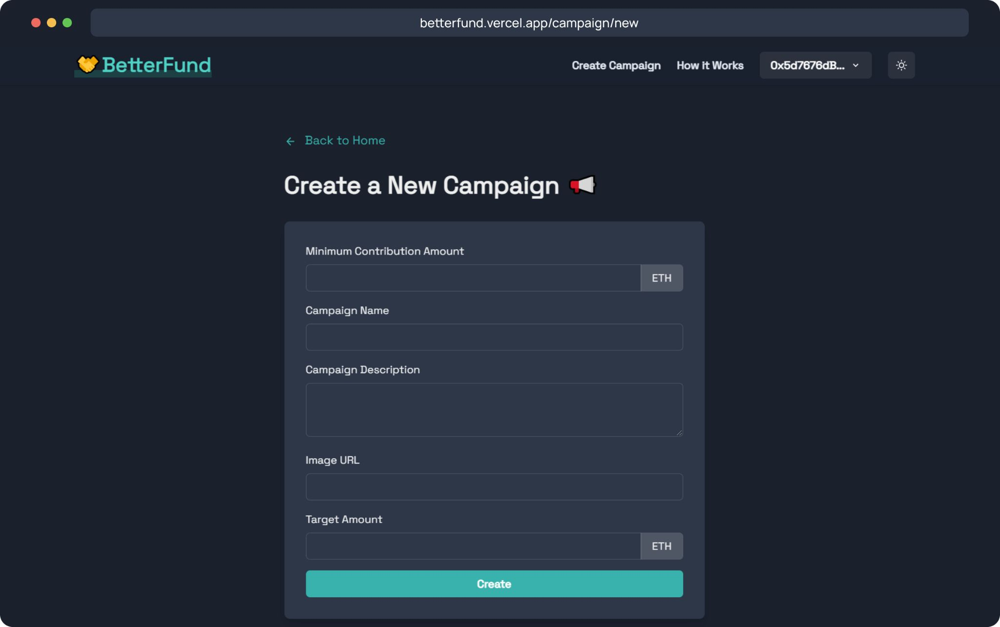 betterfund.vercel.app/campaign/new
BetterFund
Create Campaign
How it Works
0x5d7676dB...
Back to Home
Create a New Campaign
Minimum Contribution Amount
ETH
Campaign Name
Campaign Description
Image URL
Target Amount
ETH
Create